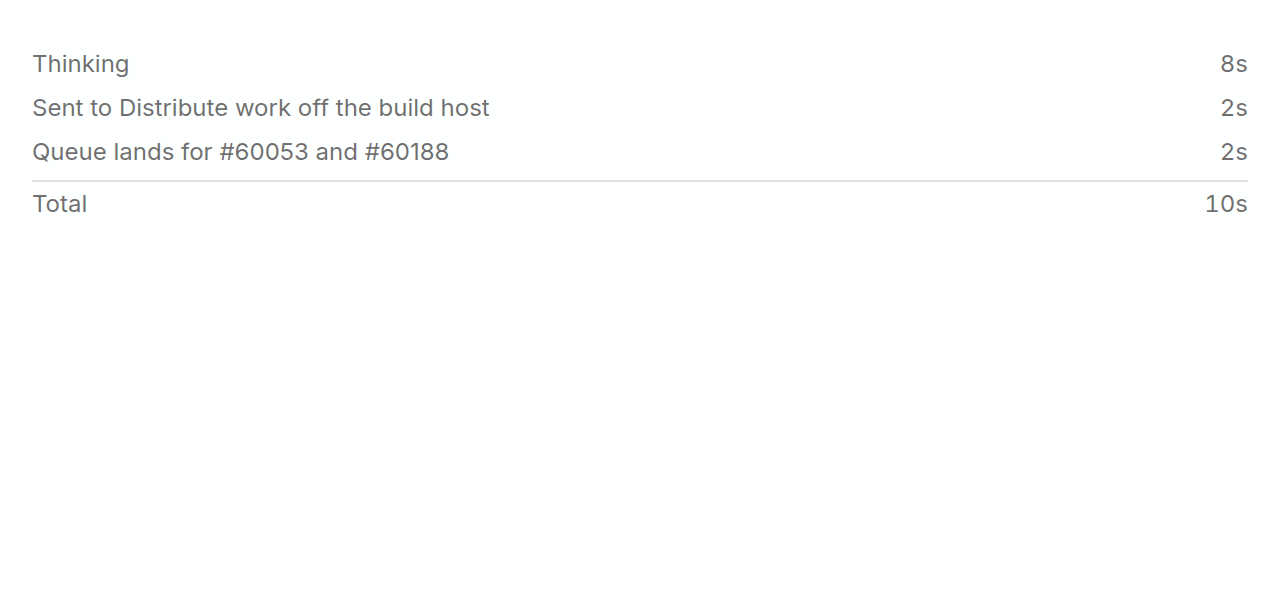 Thinking 8s
Sent to Distribute work off the build host 2s
Queue lands for #60053 and #60188 2s
Total 10s